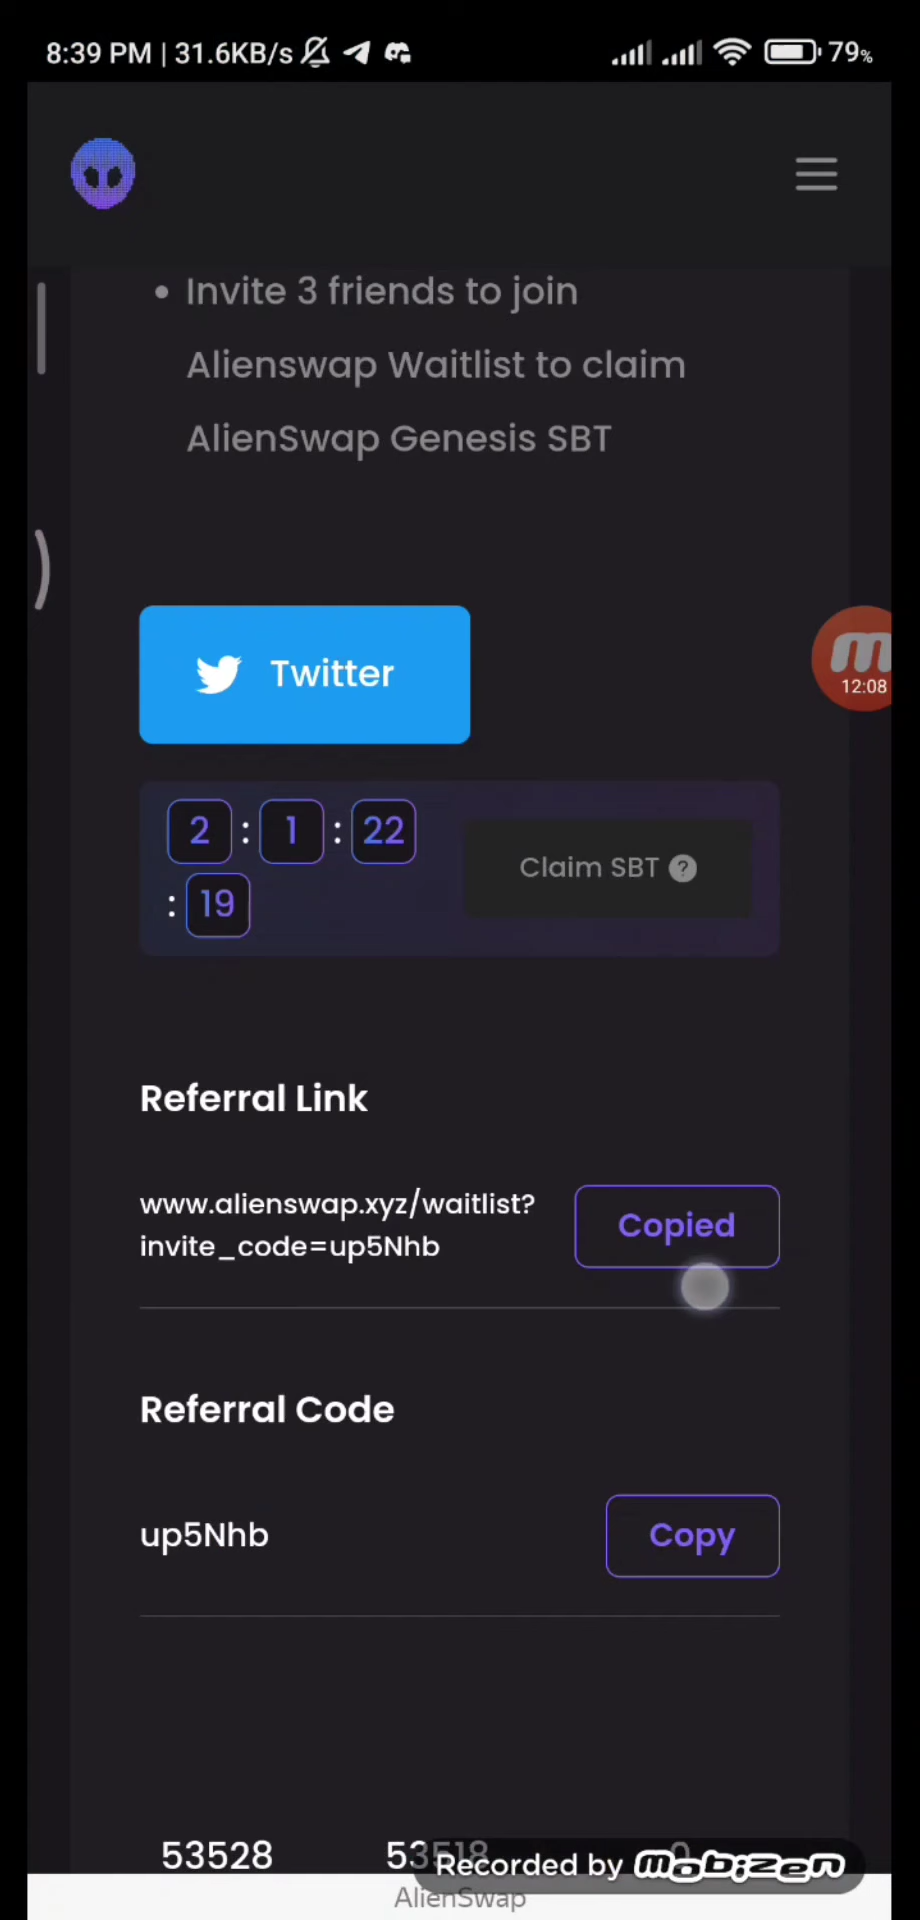 8:39 PM | 31.6KB/s 79%
Invite 3 friends to join
Alienswap Waitlist to claim
AlienSwap Genesis SBT
Twitter
12:08
2 : 1 : 22
: 19
Claim SBT ?
Referral Link
www.alienswap.xyz/waitlist?
invite_code=up5Nhb
Copied
Referral Code
up5Nhb
Copy
53528 53518 0
Recorded by mobizen
AlienSwap